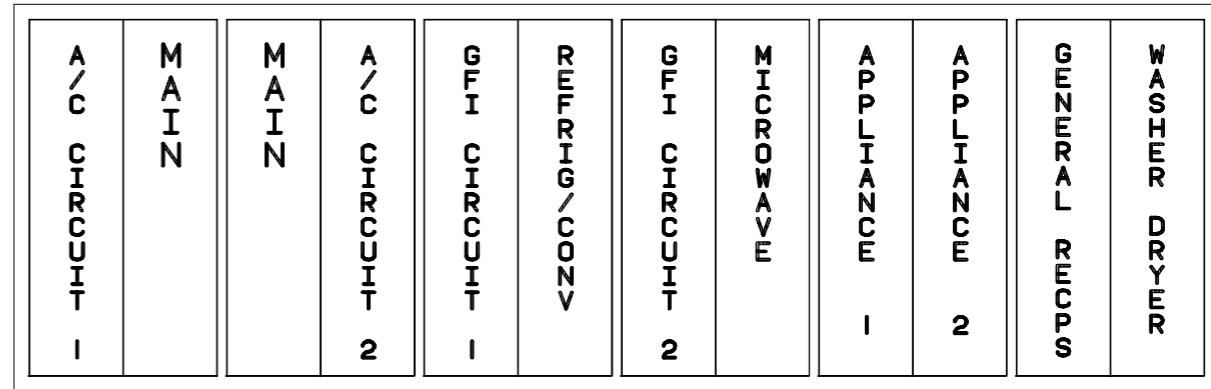 A/C CIRCUIT 1
MAIN
MAIN
A/C CIRCUIT 2
GFI CIRCUIT 1
REFRIG/CONV
GFI CIRCUIT 2
MICROWAVE
APPLIANCE 1
APPLIANCE 2
GENERAL RECPS
WASHER DRYER